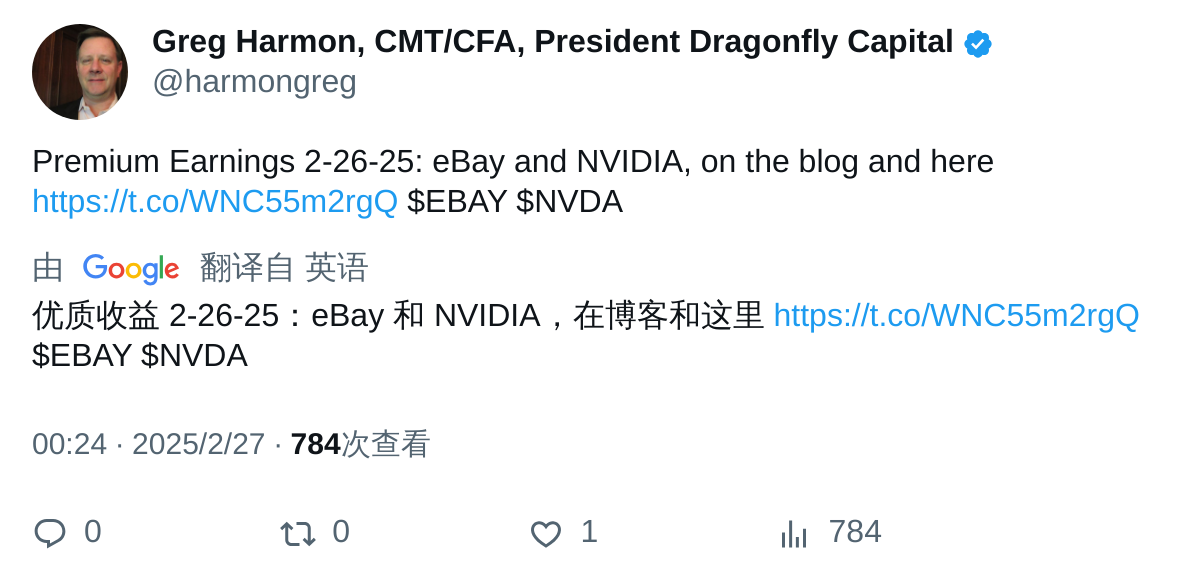 Greg Harmon, CMT/CFA, President Dragonfly Capital
@harmongreg
Premium Earnings 2-26-25: eBay and NVIDIA, on the blog and here
https://t.co/WNC55m2rgQ $EBAY $NVDA
由 Google 翻译自 英语
优质收益 2-26-25：eBay 和 NVIDIA，在博客和这里 https://t.co/WNC55m2rgQ
$EBAY $NVDA
00:24 · 2025/2/27 · 784次查看
0 0 1 784